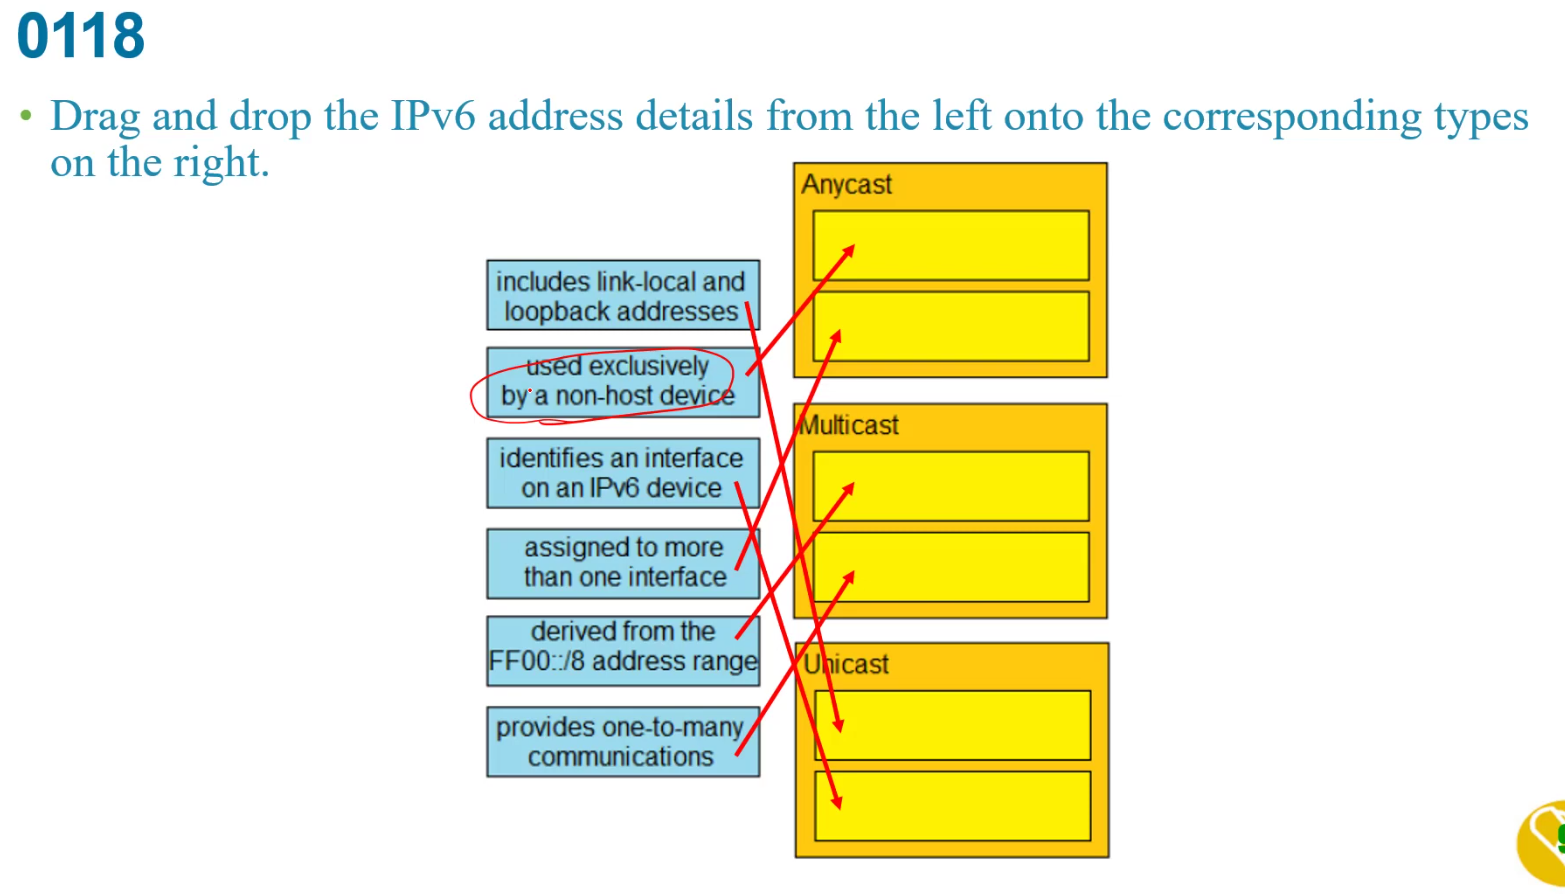 0118
• Drag and drop the IPv6 address details from the left onto the corresponding types
on the right.
includes link-local and
loopback addresses
used exclusively
by a non-host device
identifies an interface
on an IPv6 device
assigned to more
than one interface
derived from the
FF00::/8 address range
provides one-to-many
communications
Anycast
Multicast
Unicast